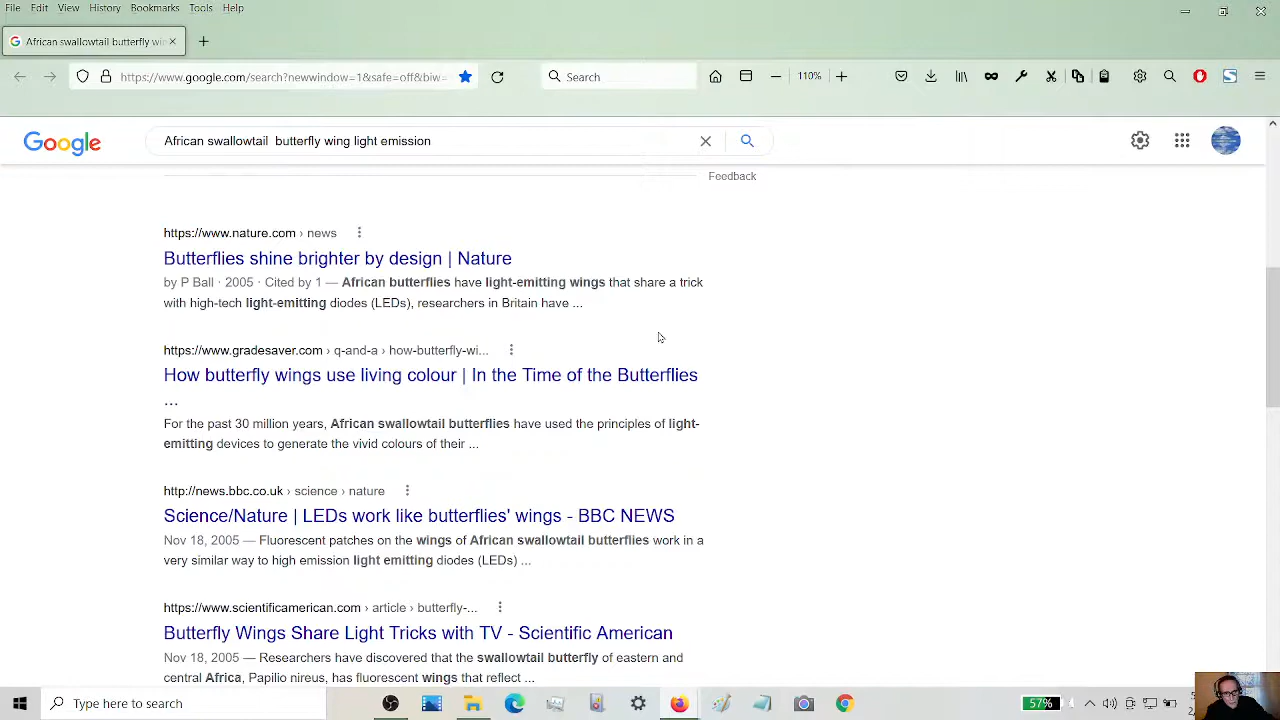 File Edit View History Bookmarks Tools Help
African swallowtail butterfly win
https://www.google.com/search?newwindow=1&safe=off&biw=
Search
110%
Google
African swallowtail  butterfly wing light emission
Feedback
https://www.nature.com › news
Butterflies shine brighter by design | Nature
by P Ball · 2005 · Cited by 1 — African butterflies have light-emitting wings that share a trick
with high-tech light-emitting diodes (LEDs), researchers in Britain have ...
https://www.gradesaver.com › q-and-a › how-butterfly-wi...
How butterfly wings use living colour | In the Time of the Butterflies
...
For the past 30 million years, African swallowtail butterflies have used the principles of light-
emitting devices to generate the vivid colours of their ...
http://news.bbc.co.uk › science › nature
Science/Nature | LEDs work like butterflies' wings - BBC NEWS
Nov 18, 2005 — Fluorescent patches on the wings of African swallowtail butterflies work in a
very similar way to high emission light emitting diodes (LEDs) ...
https://www.scientificamerican.com › article › butterfly-...
Butterfly Wings Share Light Tricks with TV - Scientific American
Nov 18, 2005 — Researchers have discovered that the swallowtail butterfly of eastern and
central Africa, Papilio nireus, has fluorescent wings that reflect ...
Type here to search
57%